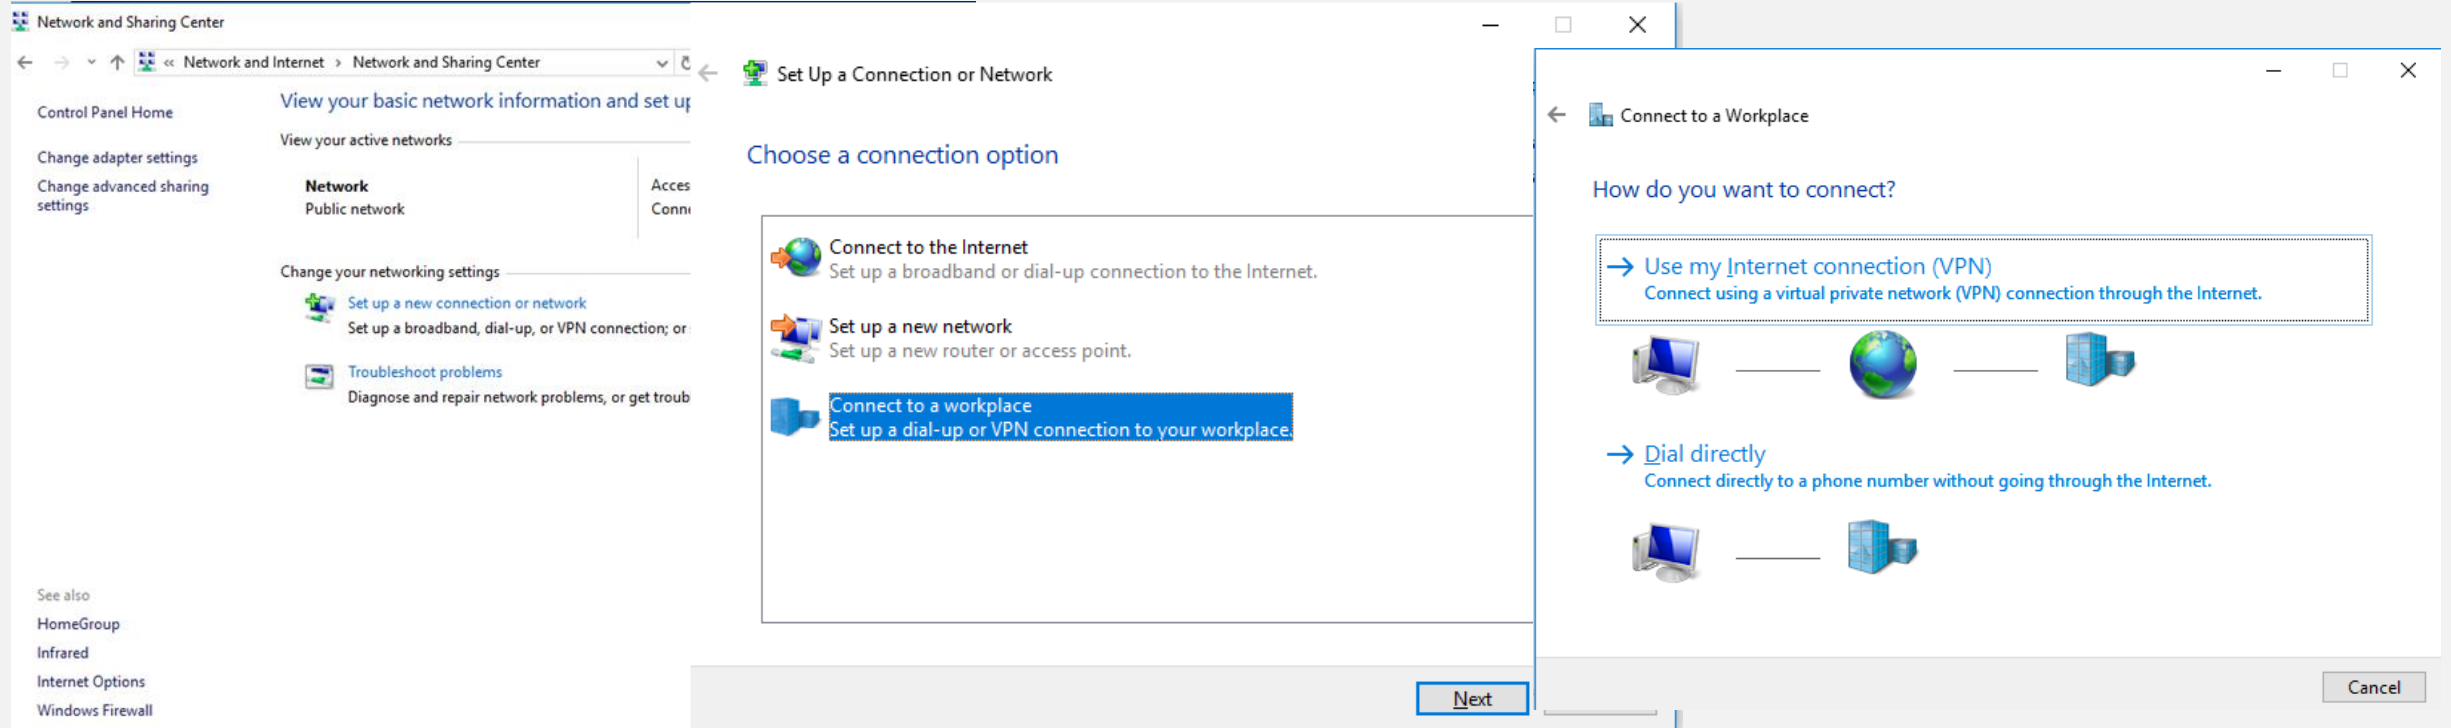 Network and Sharing Center
« Network and Internet › Network and Sharing Center
Control Panel Home
Change adapter settings
Change advanced sharing
settings
See also
HomeGroup
Infrared
Internet Options
Windows Firewall
View your basic network information and set up
View your active networks
Network
Public network
Change your networking settings
Set up a new connection or network
Set up a broadband, dial-up, or VPN connection; or
Troubleshoot problems
Diagnose and repair network problems, or get
Set Up a Connection or Network
Choose a connection option
Connect to the Internet
Set up a broadband or dial-up connection to the Internet.
Set up a new network
Set up a new router or access point.
Connect to a workplace
Set up a dial-up or VPN connection to your workplace.
Next
Connect to a Workplace
How do you want to connect?
Use my Internet connection (VPN)
Connect using a virtual private network (VPN) connection through the Internet.
Dial directly
Connect directly to a phone number without going through the Internet.
Cancel